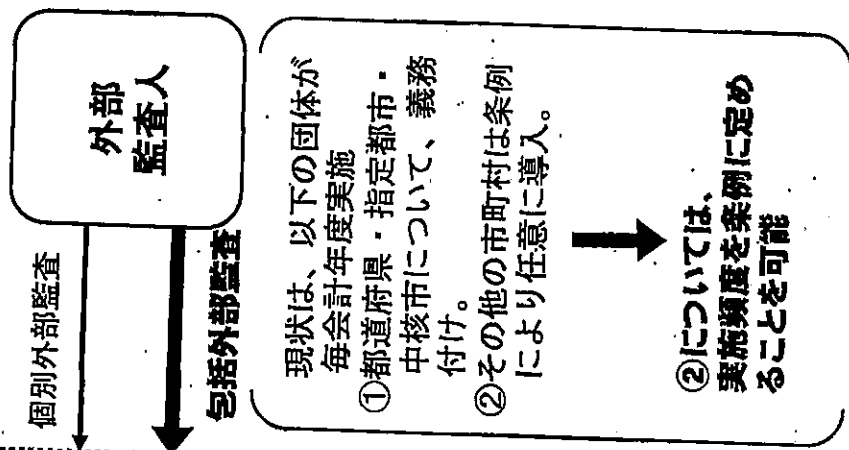 外部
監査人
個別外部監査
包括外部監査
現状は、以下の団体が
毎会計年度実施
①都道府県・指定都市・
中核市について、義務
付け。
②その他の市町村は条例
により任意に導入。
②については、
実施頻度を条例に定め
ることを可能